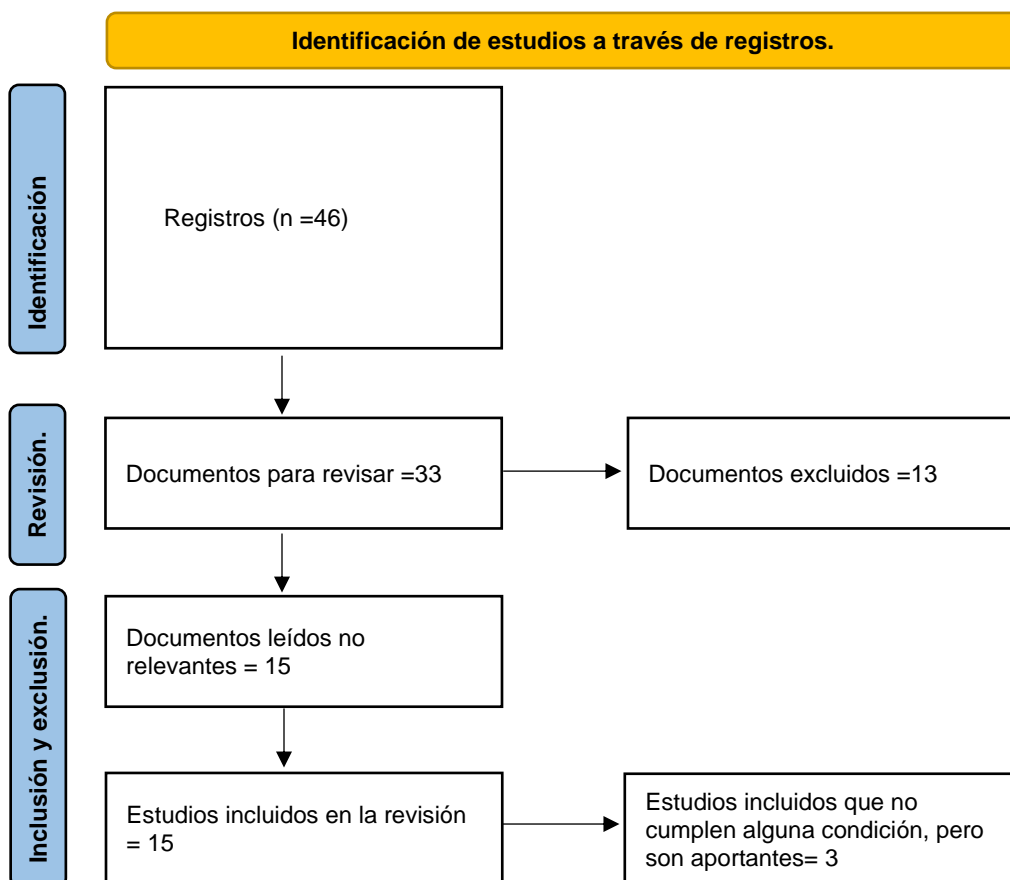 Identificación de estudios a través de registros.
Identificación
Registros (n =46)
Revisión.
Documentos para revisar =33
Documentos excluidos =13
Inclusión y exclusión.
Documentos leídos no
relevantes = 15
Estudios incluidos en la revisión
= 15
Estudios incluidos que no
cumplen alguna condición, pero
son aportantes= 3